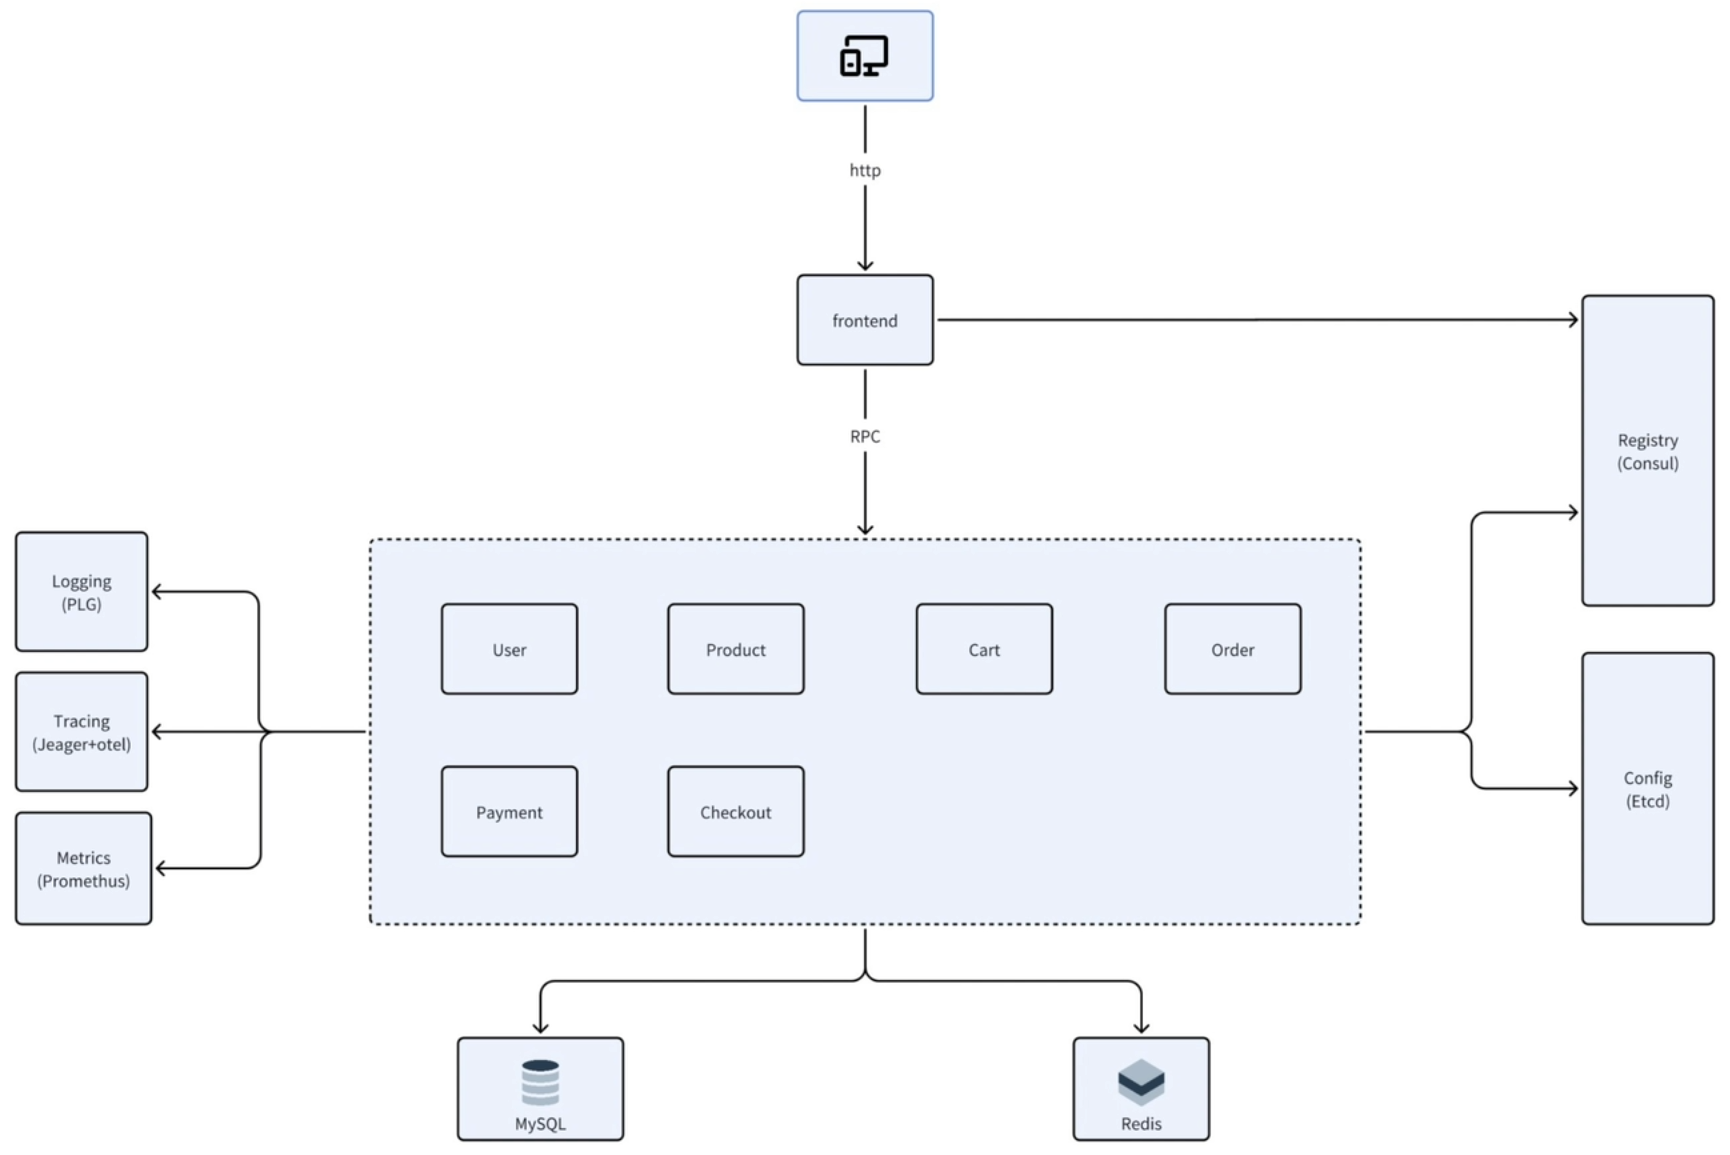 http
frontend
RPC
Registry
(Consul)
Logging
(PLG)
Tracing
(Jeager+otel)
Metrics
(Promethus)
User
Product
Cart
Order
Payment
Checkout
Config
(Etcd)
MySQL
Redis